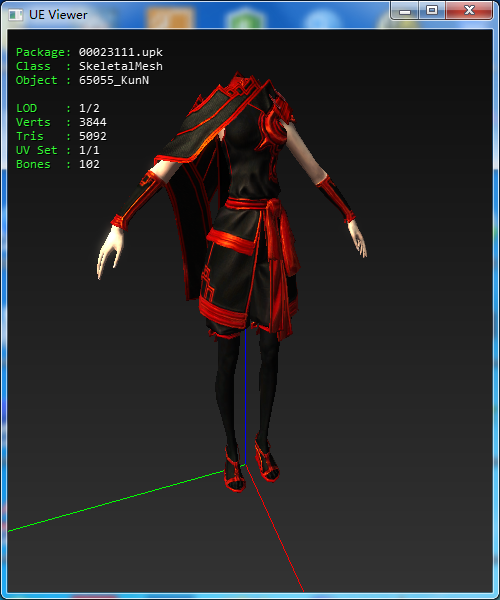 UE Viewer
Package: 00023111.upk
Class : SkeletalMesh
Object : 65055_KunN
LOD : 1/2
Verts : 3844
Tris : 5092
UV Set : 1/1
Bones : 102